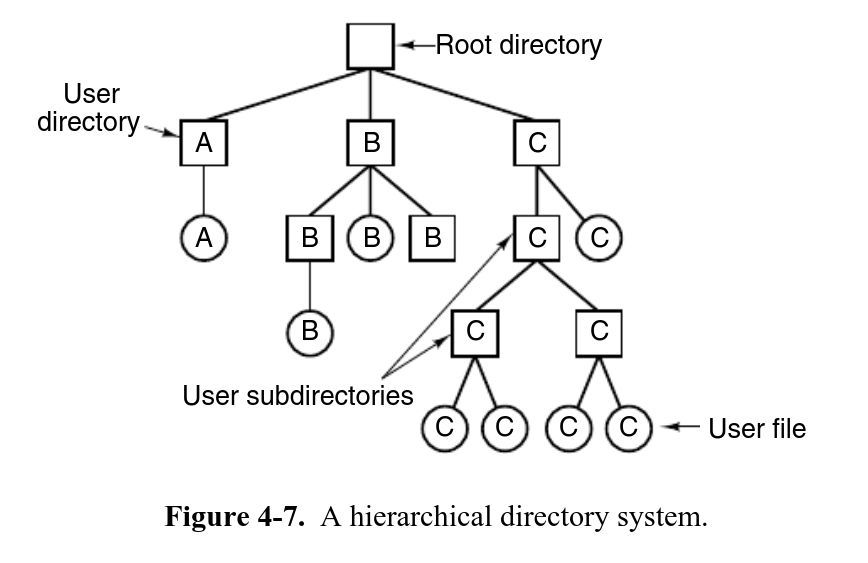 Root directory
User
directory
A B C
A B B B C C
B C C
User subdirectories
C C C C
User file
Figure 4-7. A hierarchical directory system.